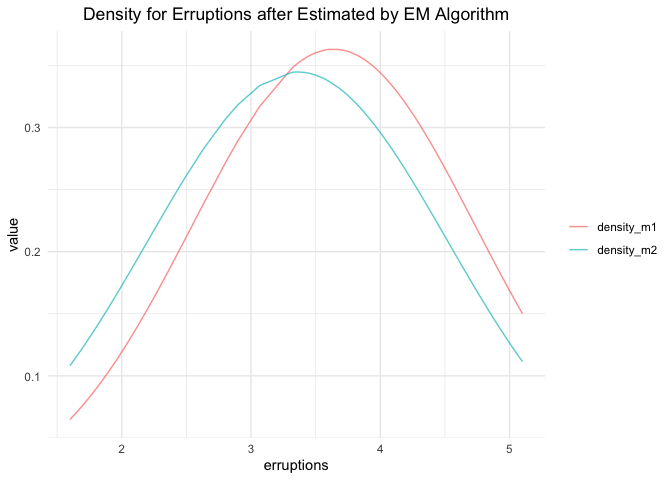 Density for Erruptions after Estimated by EM Algorithm
value
0.3
0.2
0.1
2
3
4
5
erruptions
density_m1
density_m2